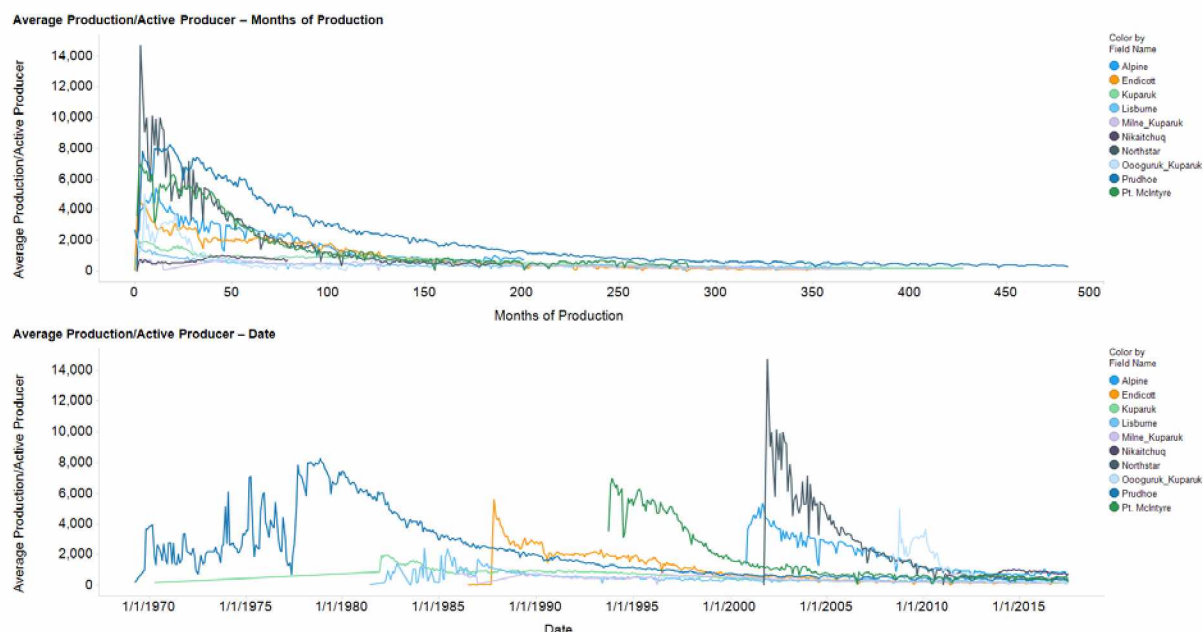 Average Production/Active Producer – Months of Production
Average Production/Active Producer
14,000
12,000
10,000
8,000
6,000
4,000
2,000
0
0 50 100 150 200 250 300 350 400 450 500
Months of Production
Color by
Field Name
Alpine
Endicott
Kuparuk
Lisburne
Milne_Kuparuk
Nikaitchuq
Northstar
Oooguruk_Kuparuk
Prudhoe
Pt. McIntyre
Average Production/Active Producer – Date
Average Production/Active Producer
14,000
12,000
10,000
8,000
6,000
4,000
2,000
0
1/1/1970 1/1/1975 1/1/1980 1/1/1985 1/1/1990 1/1/1995 1/1/2000 1/1/2005 1/1/2010 1/1/2015
Date
Color by
Field Name
Alpine
Endicott
Kuparuk
Lisburne
Milne_Kuparuk
Nikaitchuq
Northstar
Oooguruk_Kuparuk
Prudhoe
Pt. McIntyre